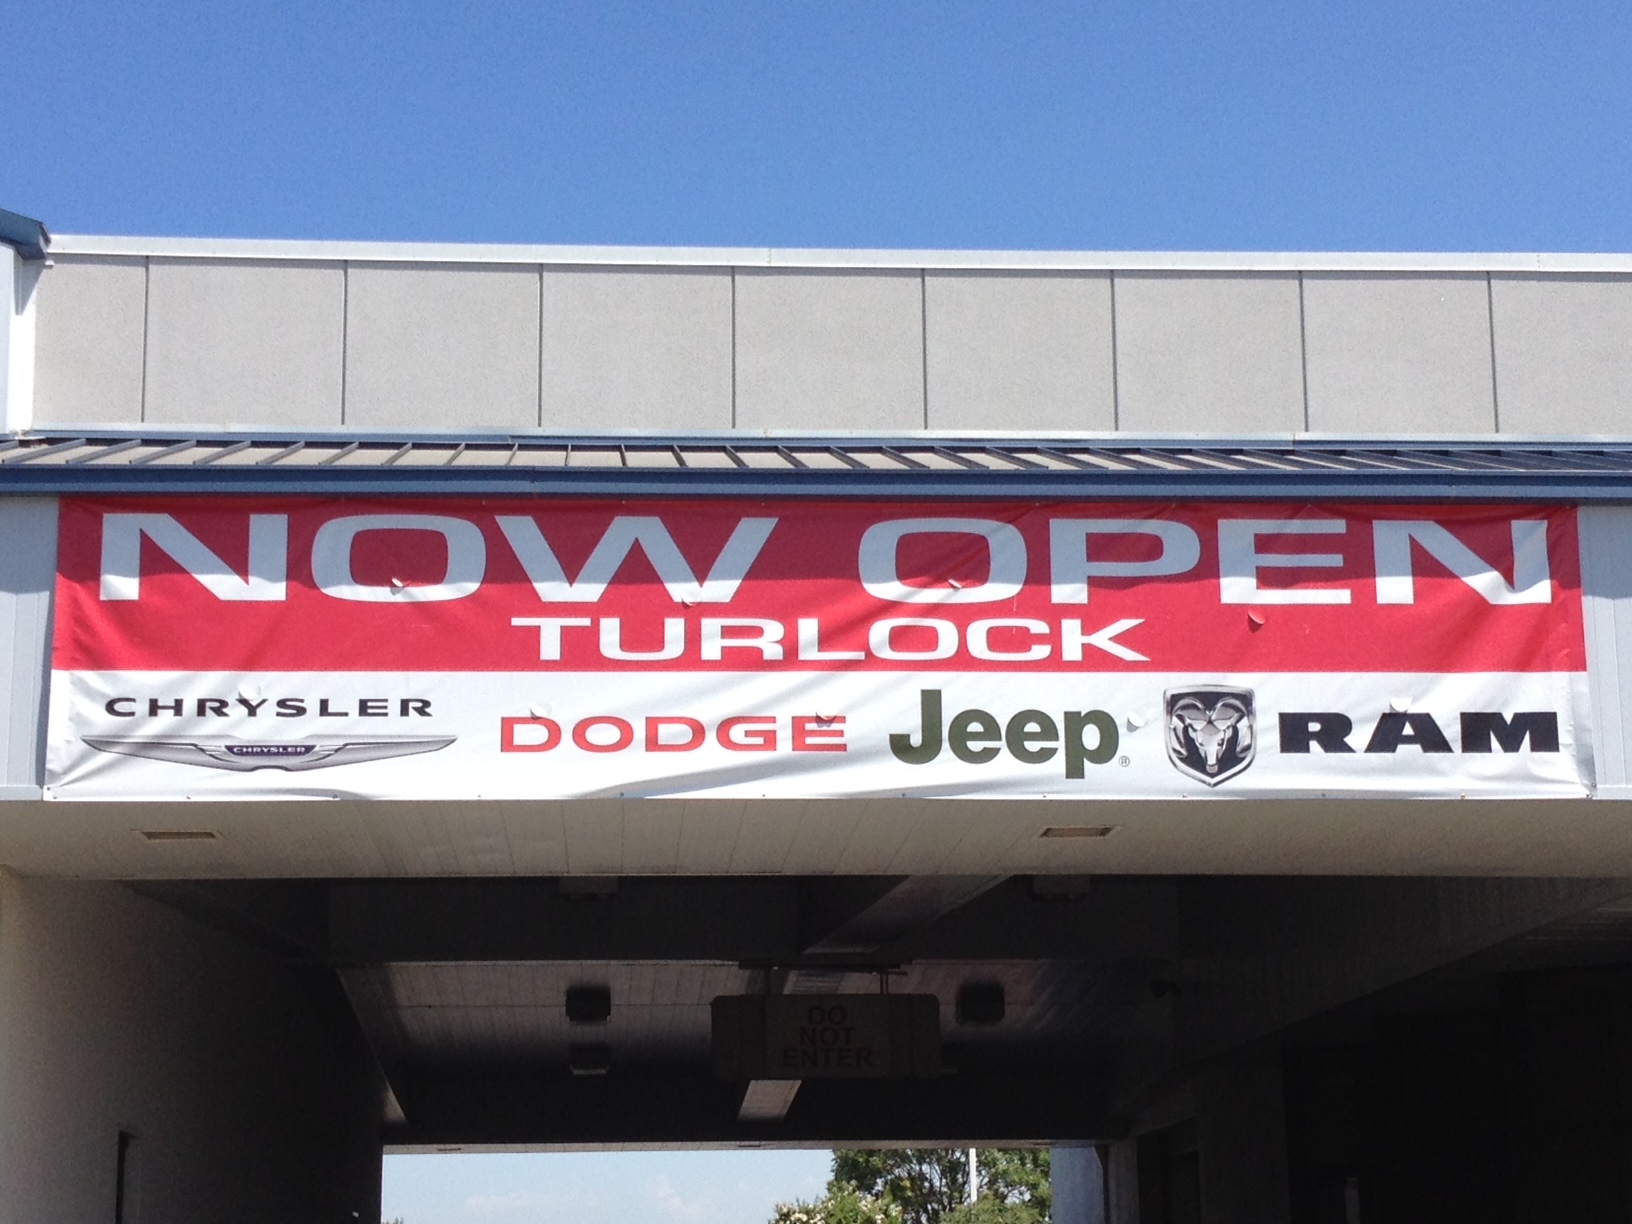 NOW OPEN
TURLOCK
CHRYSLER
CHRYSLER
DODGE
Jeep®
RAM
DO
NOT
ENTER